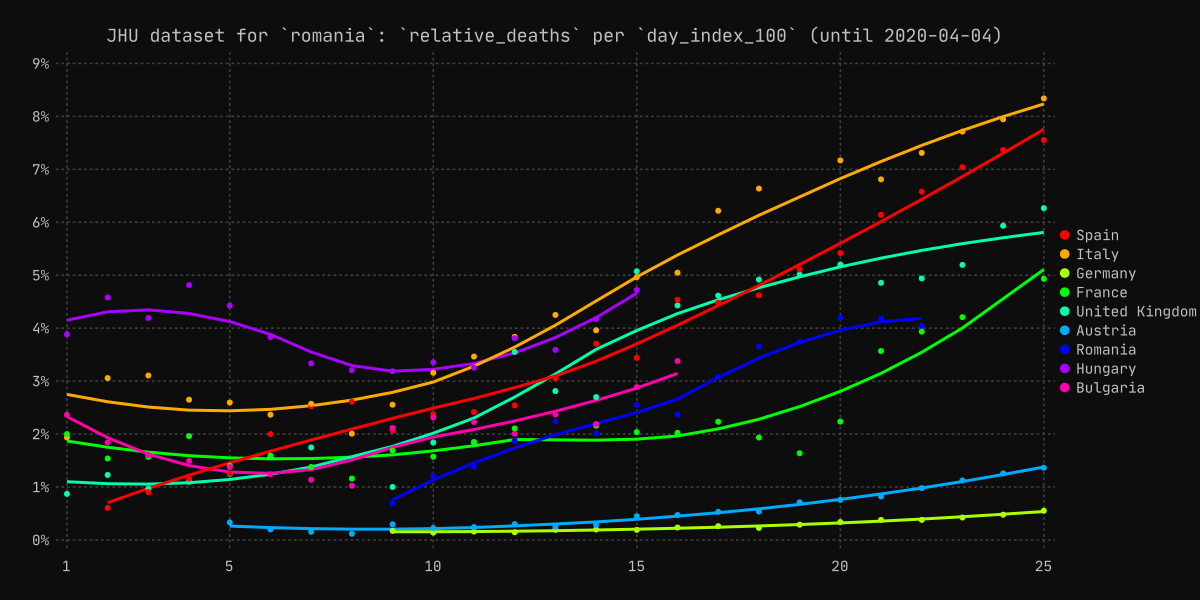 JHU dataset for `romania`: `relative_deaths` per `day_index_100` (until 2020-04-04)
9%
8%
7%
6%
5%
4%
3%
2%
1%
0%
1 5 10 15 20 25
Spain
Italy
Germany
France
United Kingdom
Austria
Romania
Hungary
Bulgaria